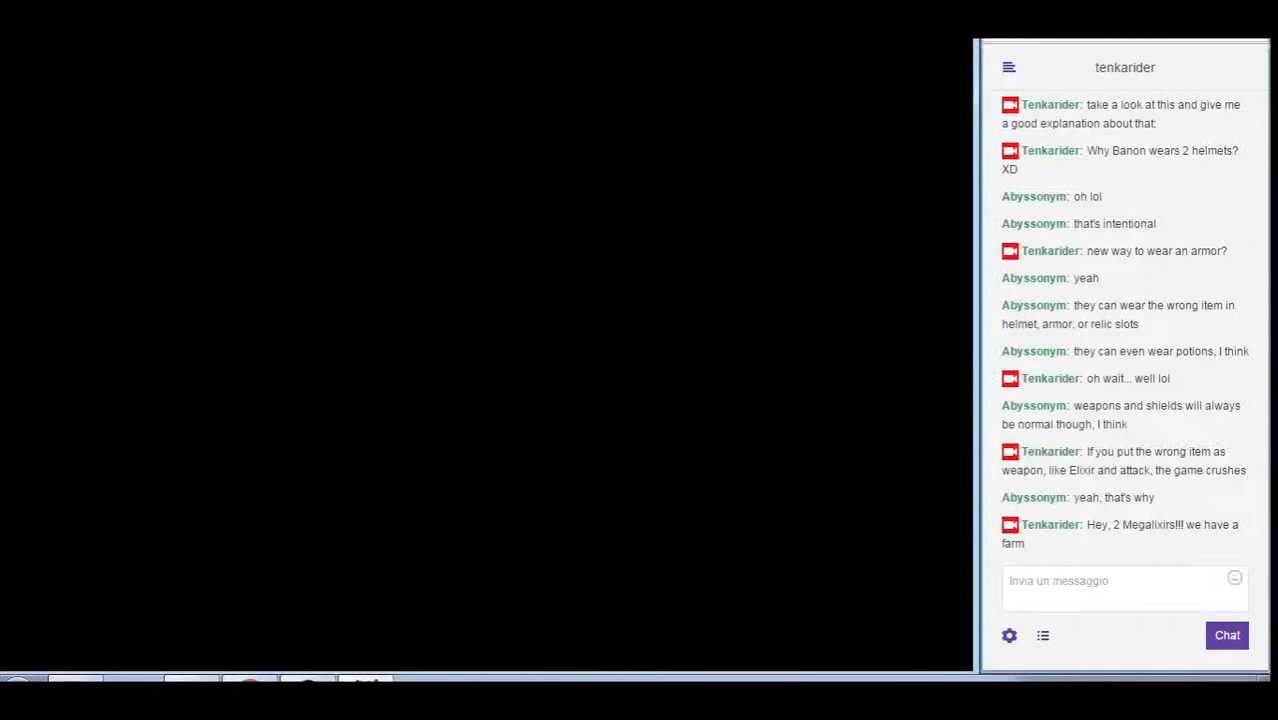 tenkarider
Tenkarider: take a look at this and give me
a good explanation about that:
Tenkarider: Why Banon wears 2 helmets?
XD
Abyssonym: oh lol
Abyssonym: that's intentional
Tenkarider: new way to wear an armor?
Abyssonym: yeah
Abyssonym: they can wear the wrong item in
helmet, armor, or relic slots
Abyssonym: they can even wear potions, I think
Tenkarider: oh wait... well lol
Abyssonym: weapons and shields will always
be normal though, I think
Tenkarider: If you put the wrong item as
weapon, like Elixir and attack, the game crushes
Abyssonym: yeah, that's why
Tenkarider: Hey, 2 Megalixirs!!! we have a
farm
Invia un messaggio
Chat